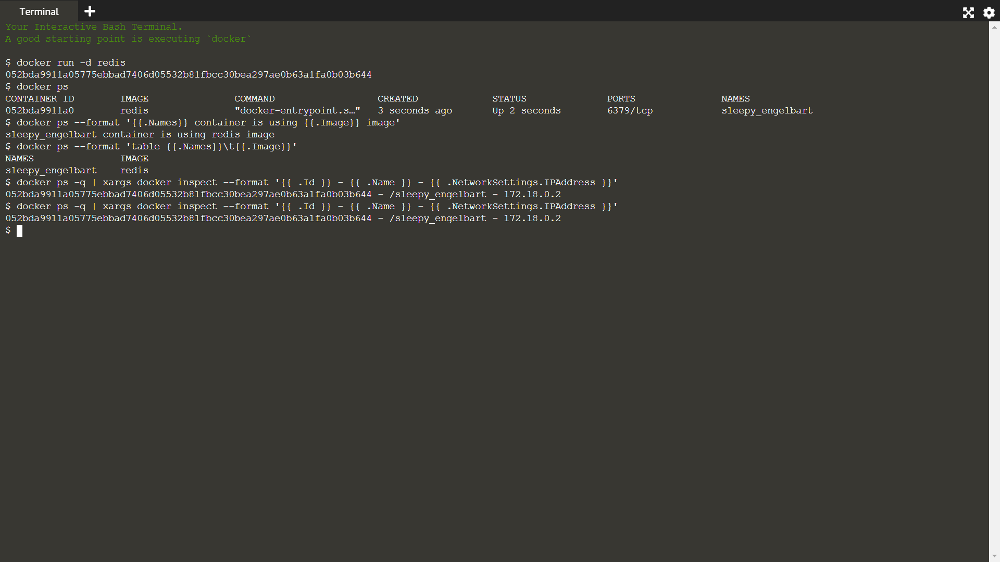 Terminal
Your Interactive Bash Terminal.
A good starting point is executing `docker`
$ docker run -d redis
052bda9911a05775ebbad7406d05532b81fbcc30bea297ae0b63a1fa0b03b644
$ docker ps
CONTAINER ID IMAGE COMMAND CREATED STATUS PORTS NAMES
052bda9911a0 redis "docker-entrypoint.s…" 3 seconds ago Up 2 seconds 6379/tcp sleepy_engelbart
$ docker ps --format '{{.Names}} container is using {{.Image}} image'
sleepy_engelbart container is using redis image
$ docker ps --format 'table {{.Names}}\t{{.Image}}'
NAMES IMAGE
sleepy_engelbart redis
$ docker ps -q | xargs docker inspect --format '{{ .Id }} - {{ .Name }} - {{ .NetworkSettings.IPAddress }}'
052bda9911a05775ebbad7406d05532b81fbcc30bea297ae0b63a1fa0b03b644 - /sleepy_engelbart - 172.18.0.2
$ docker ps -q | xargs docker inspect --format '{{ .Id }} - {{ .Name }} - {{ .NetworkSettings.IPAddress }}'
052bda9911a05775ebbad7406d05532b81fbcc30bea297ae0b63a1fa0b03b644 - /sleepy_engelbart - 172.18.0.2
$